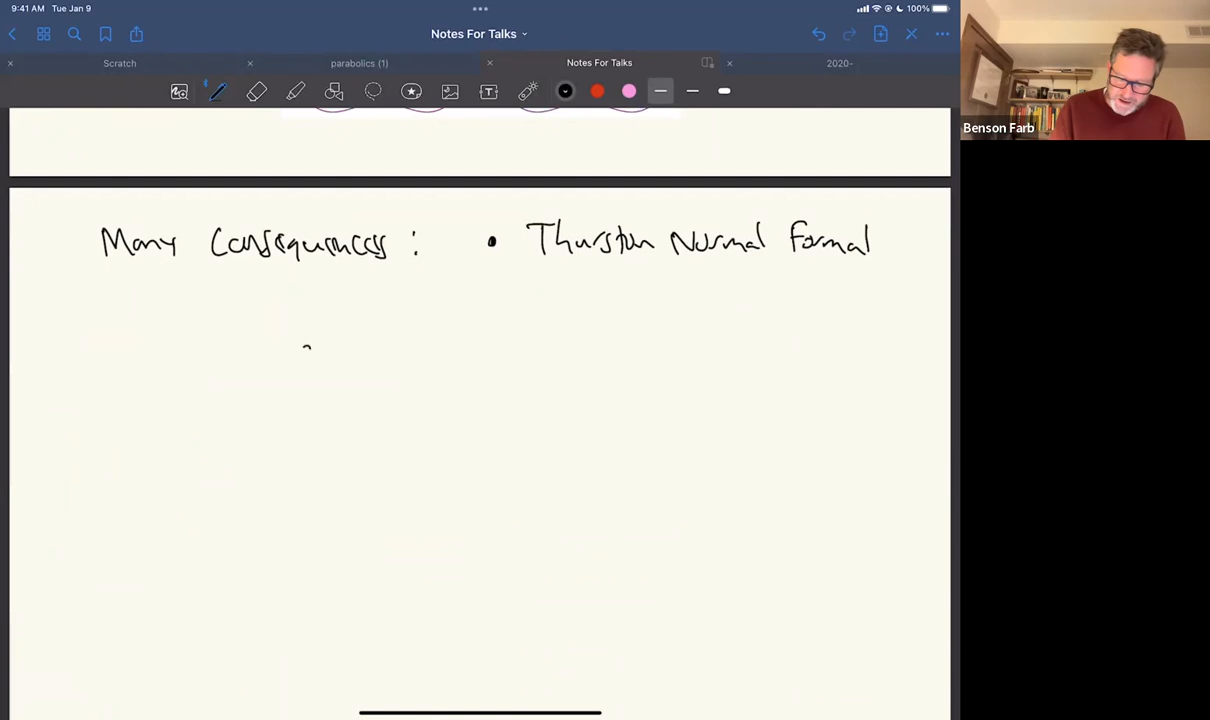 9:41 AM Tue Jan 9
100%
Notes For Talks
Scratch
parabolics (1)
Notes For Talks
2020-
Benson Farb
Many Consequences : • Thurston Normal Formal